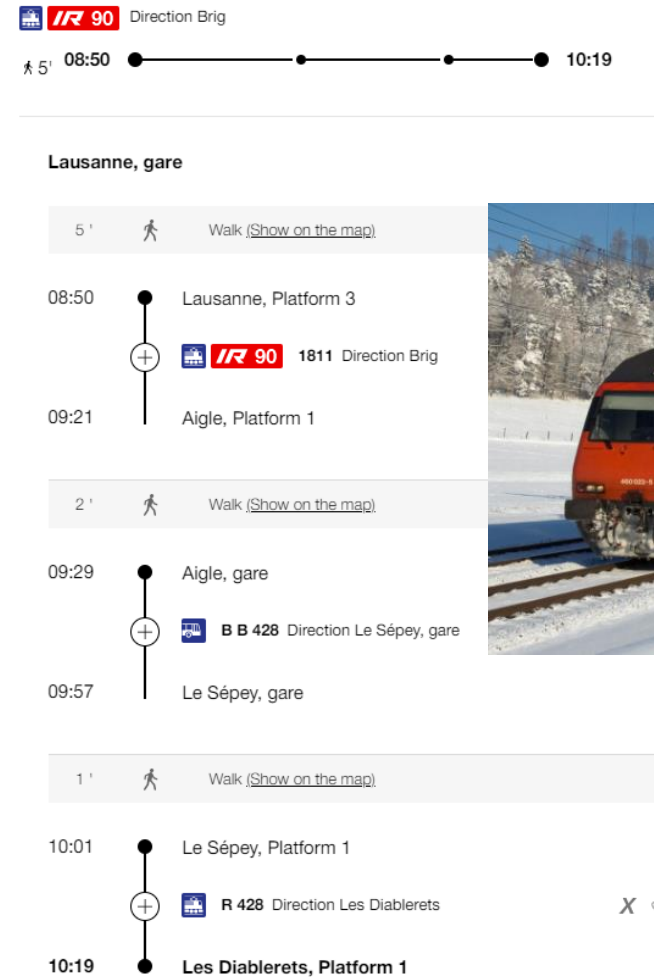 IR 90 Direction Brig
5' 08:50 10:19
Lausanne, gare
5 ' Walk (Show on the map)
08:50 Lausanne, Platform 3
IR 90 1811 Direction Brig
09:21 Aigle, Platform 1
2 ' Walk (Show on the map)
460 022-6
09:29 Aigle, gare
B B 428 Direction Le Sépey, gare
09:57 Le Sépey, gare
1 ' Walk (Show on the map)
10:01 Le Sépey, Platform 1
R 428 Direction Les Diablerets X
10:19 Les Diablerets, Platform 1